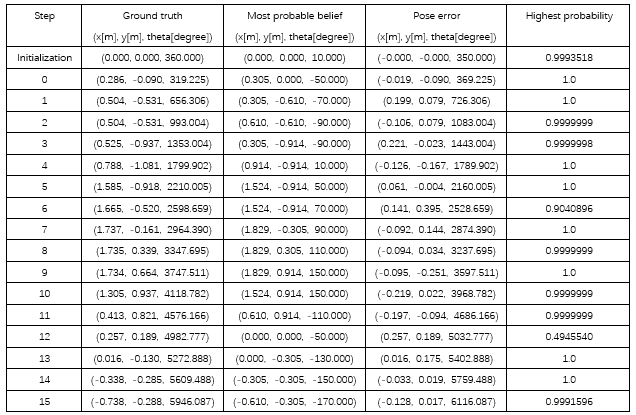 Step Ground truth Most probable belief Pose error Highest probability
(x[m], y[m], theta[degree]) (x[m], y[m], theta[degree]) (x[m], y[m], theta[degree])
Initialization (0.000, 0.000, 360.000) (0.000, 0.000, 10.000) (-0.000, -0.000, 350.000) 0.9993518
0 (0.286, -0.090, 319.225) (0.305, 0.000, -50.000) (-0.019, -0.090, 369.225) 1.0
1 (0.504, -0.531, 656.306) (0.305, -0.610, -70.000) (0.199, 0.079, 726.306) 1.0
2 (0.504, -0.531, 993.004) (0.610, -0.610, -90.000) (-0.106, 0.079, 1083.004) 0.9999999
3 (0.525, -0.937, 1353.004) (0.305, -0.914, -90.000) (0.221, -0.023, 1443.004) 0.9999998
4 (0.788, -1.081, 1799.902) (0.914, -0.914, 10.000) (-0.126, -0.167, 1789.902) 1.0
5 (1.585, -0.918, 2210.005) (1.524, -0.914, 50.000) (0.061, -0.004, 2160.005) 1.0
6 (1.665, -0.520, 2598.659) (1.524, -0.914, 70.000) (0.141, 0.395, 2528.659) 0.9040896
7 (1.737, -0.161, 2964.390) (1.829, -0.305, 90.000) (-0.092, 0.144, 2874.390) 1.0
8 (1.735, 0.339, 3347.695) (1.829, 0.305, 110.000) (-0.094, 0.034, 3237.695) 0.9999999
9 (1.734, 0.664, 3747.511) (1.829, 0.914, 150.000) (-0.095, -0.251, 3597.511) 1.0
10 (1.305, 0.937, 4118.782) (1.524, 0.914, 150.000) (-0.219, 0.022, 3968.782) 0.9999999
11 (0.413, 0.821, 4576.166) (0.610, 0.914, -110.000) (-0.197, -0.094, 4686.166) 0.9999999
12 (0.257, 0.189, 4982.777) (0.000, 0.000, -50.000) (0.257, 0.189, 5032.777) 0.4945540
13 (0.016, -0.130, 5272.888) (0.000, -0.305, -130.000) (0.016, 0.175, 5402.888) 1.0
14 (-0.338, -0.285, 5609.488) (-0.305, -0.305, -150.000) (-0.033, 0.019, 5759.488) 1.0
15 (-0.738, -0.288, 5946.087) (-0.610, -0.305, -170.000) (-0.128, 0.017, 6116.087) 0.9991596